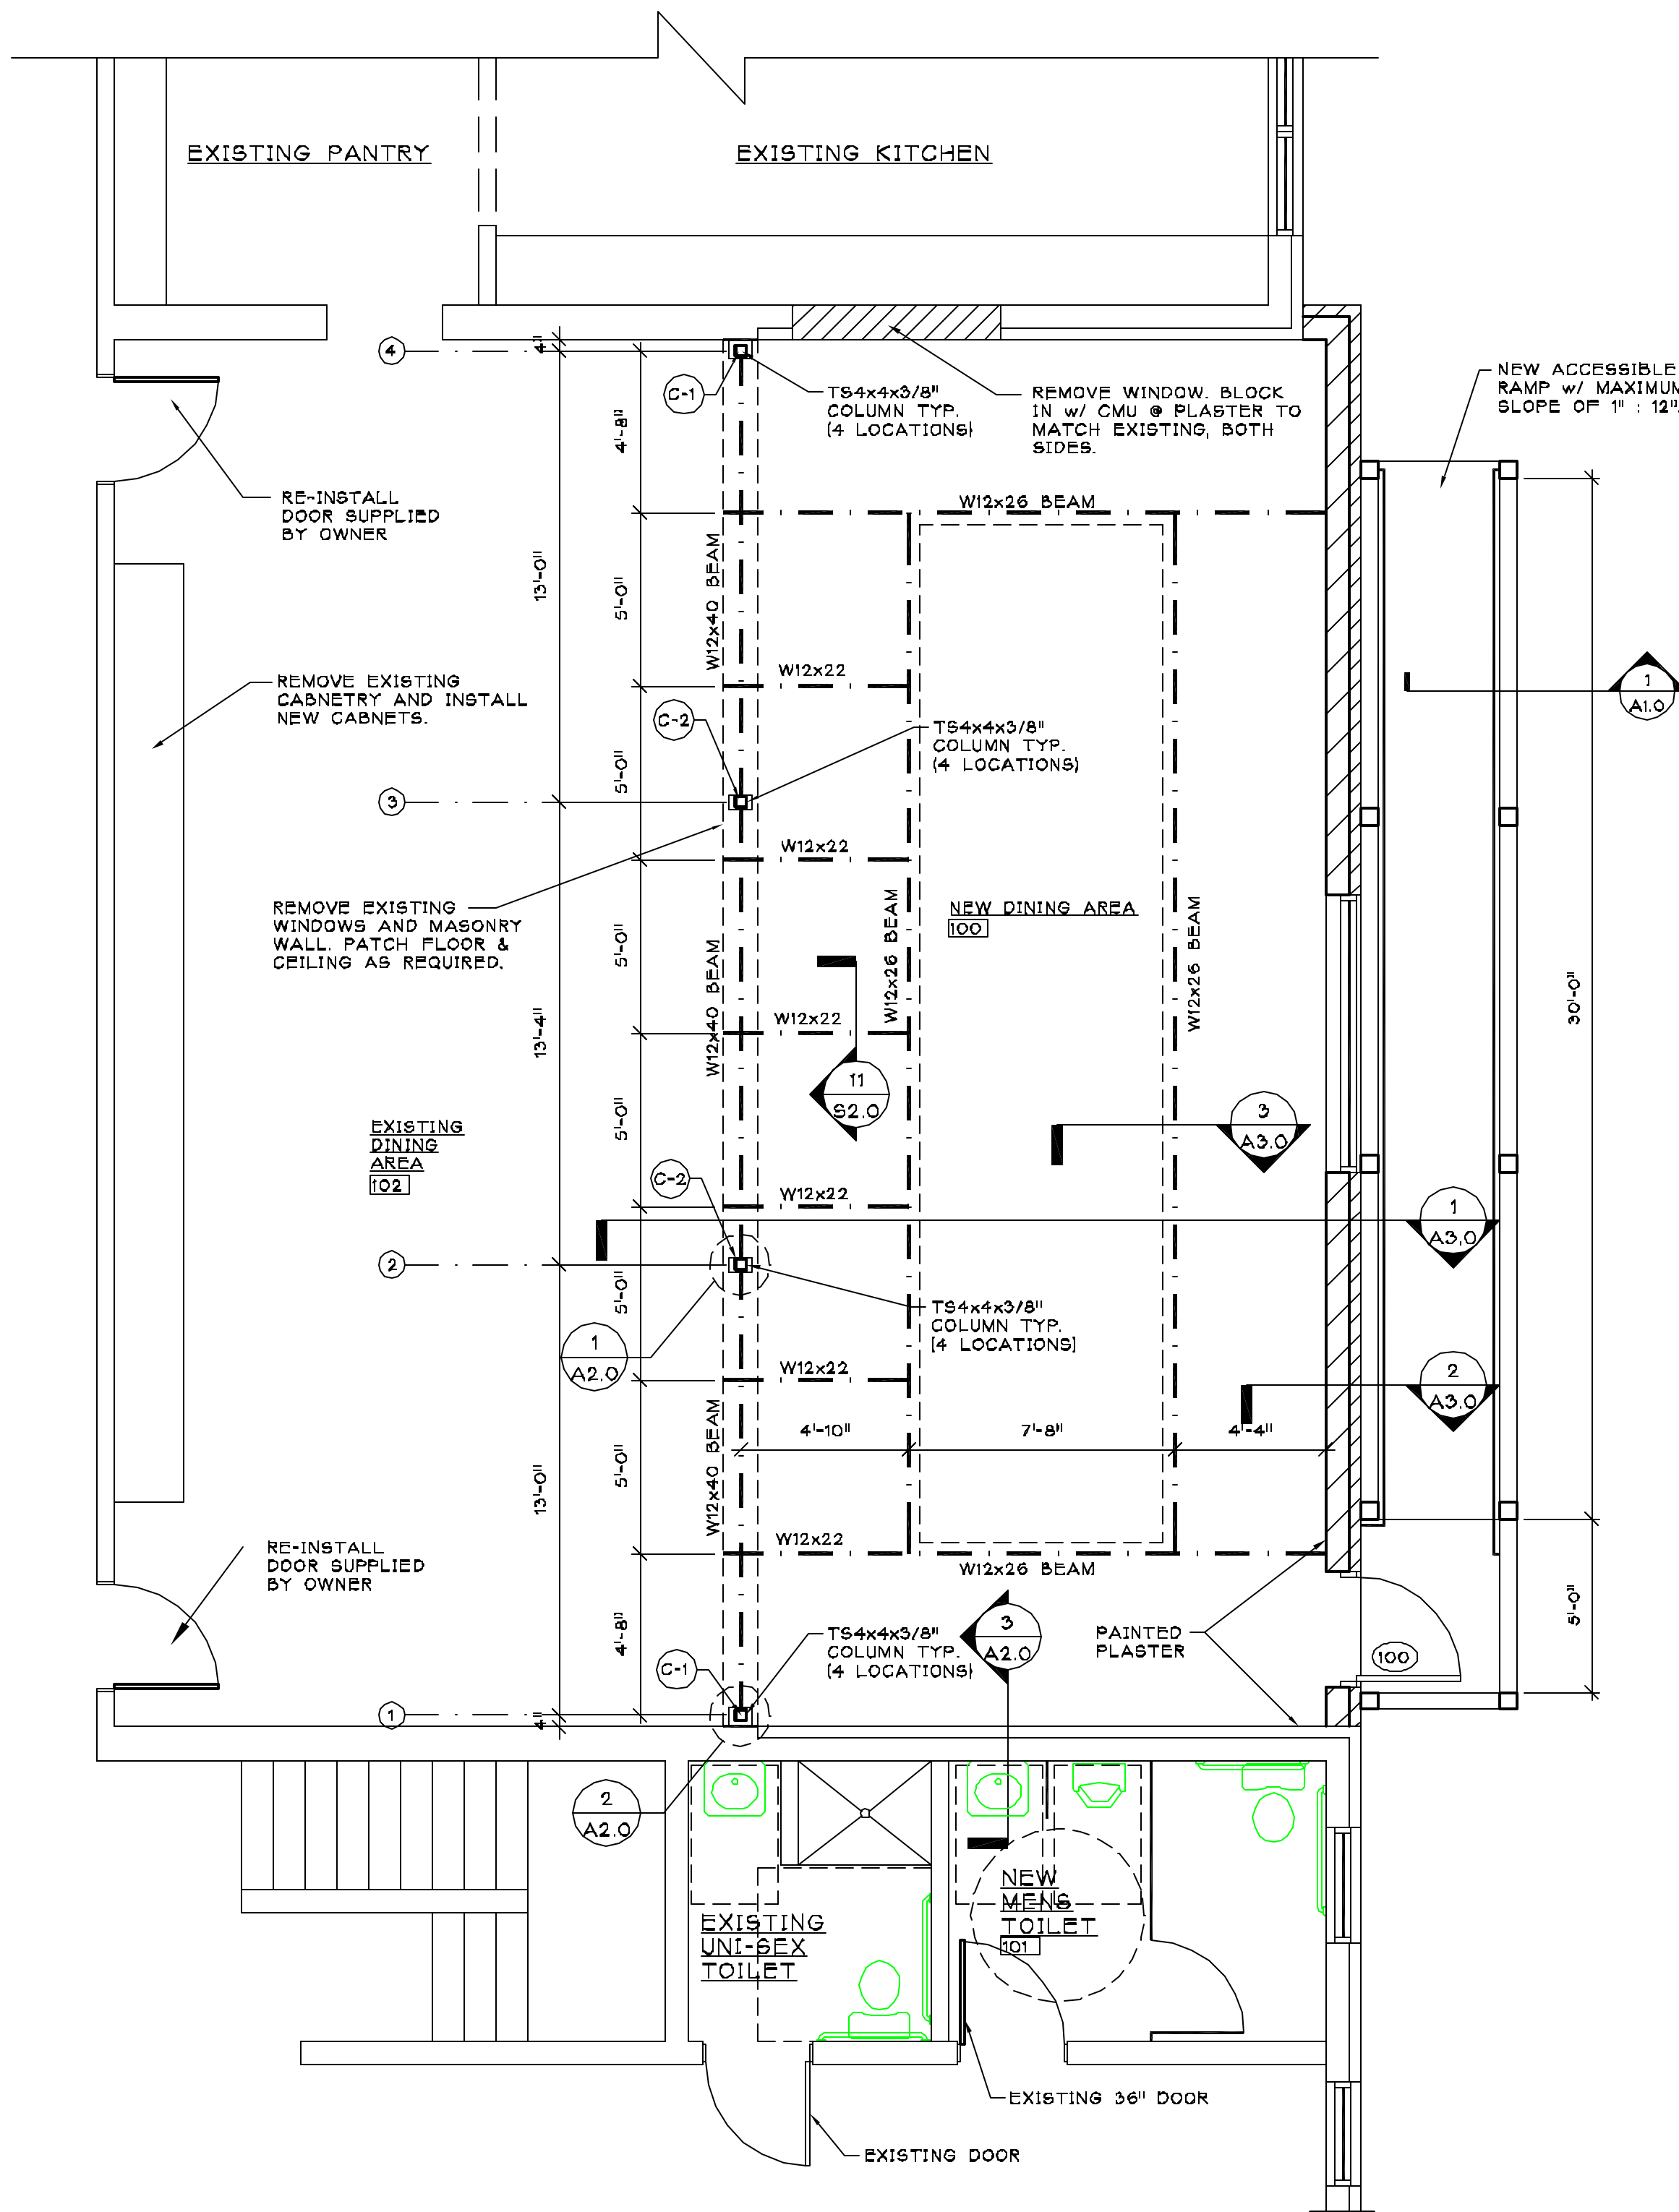 EXISTING PANTRY
EXISTING KITCHEN
4
4"
C-1
4'-8"
TS4x4x3/8"
COLUMN TYP.
(4 LOCATIONS)
REMOVE WINDOW. BLOCK
IN w/ CMU @ PLASTER TO
MATCH EXISTING, BOTH
SIDES.
NEW ACCESSIBLE
RAMP w/ MAXIMUM
SLOPE OF 1" : 12"
RE-INSTALL
DOOR SUPPLIED
BY OWNER
W12x26 BEAM
13'-0"
5'-0"
W12x40 BEAM
W12x22
REMOVE EXISTING
CABNETRY AND INSTALL
NEW CABNETS.
1
A1.0
C-2
TS4x4x3/8"
COLUMN TYP.
(4 LOCATIONS)
5'-0"
3
W12x22
REMOVE EXISTING
WINDOWS AND MASONRY
WALL. PATCH FLOOR &
CEILING AS REQUIRED.
NEW DINING AREA
100
5'-0"
W12x40 BEAM
W12x26 BEAM
W12x26 BEAM
30'-0"
13'-4"
W12x22
11
S2.0
3
A3.0
5'-0"
EXISTING
DINING
AREA
102
C-2
W12x22
1
A3.0
2
5'-0"
TS4x4x3/8"
COLUMN TYP.
(4 LOCATIONS)
1
A2.0
W12x22
2
A3.0
4'-10"
7'-8"
4'-4"
W12x40 BEAM
5'-0"
13'-0"
W12x22
W12x26 BEAM
RE-INSTALL
DOOR SUPPLIED
BY OWNER
5'-0"
4'-8"
TS4x4x3/8"
COLUMN TYP.
(4 LOCATIONS)
3
A2.0
PAINTED
PLASTER
100
C-1
1
4"
2
A2.0
EXISTING
UNI-SEX
TOILET
NEW
MENS
TOILET
101
EXISTING 36" DOOR
EXISTING DOOR